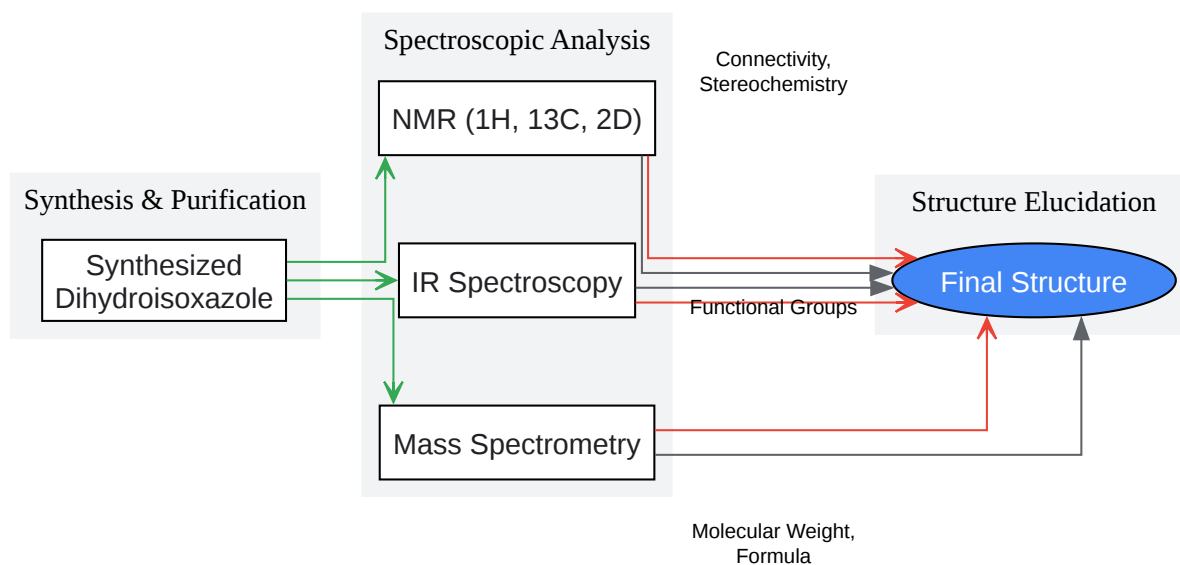 Synthesis & Purification
Synthesized
Dihydroisoxazole
Spectroscopic Analysis
NMR (1H, 13C, 2D)
IR Spectroscopy
Mass Spectrometry
Connectivity,
Stereochemistry
Functional Groups
Molecular Weight,
Formula
Structure Elucidation
Final Structure